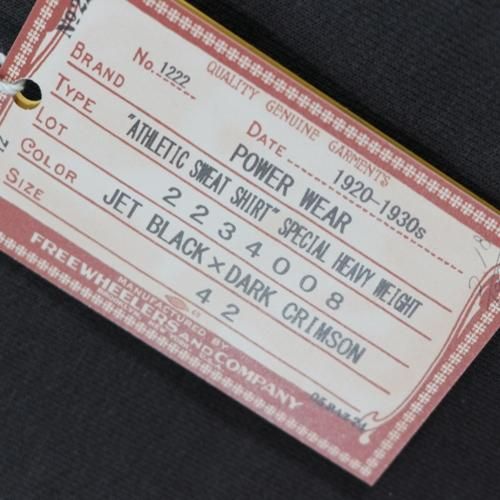 QUALITY GENUINE GARMENTS
No. 1222
DATE 1920-1930s
BRAND POWER WEAR
TYPE "ATHLETIC SWEAT SHIRT" SPECIAL HEAVY WEIGHT
LOT 2234008
COLOR JET BLACK×DARK CRIMSON
SIZE 42
MANUFACTURED BY
FREEWHEELERS AND COMPANY